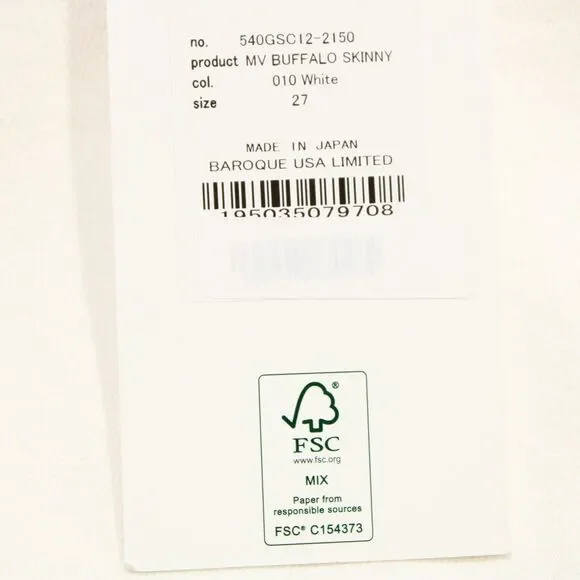 no. 540GSC12-2150
product MV BUFFALO SKINNY
col. 010 White
size 27
MADE IN JAPAN
BAROQUE USA LIMITED
195035079708
®
FSC
www.fsc.org
MIX
Paper from
responsible sources
FSC® C154373